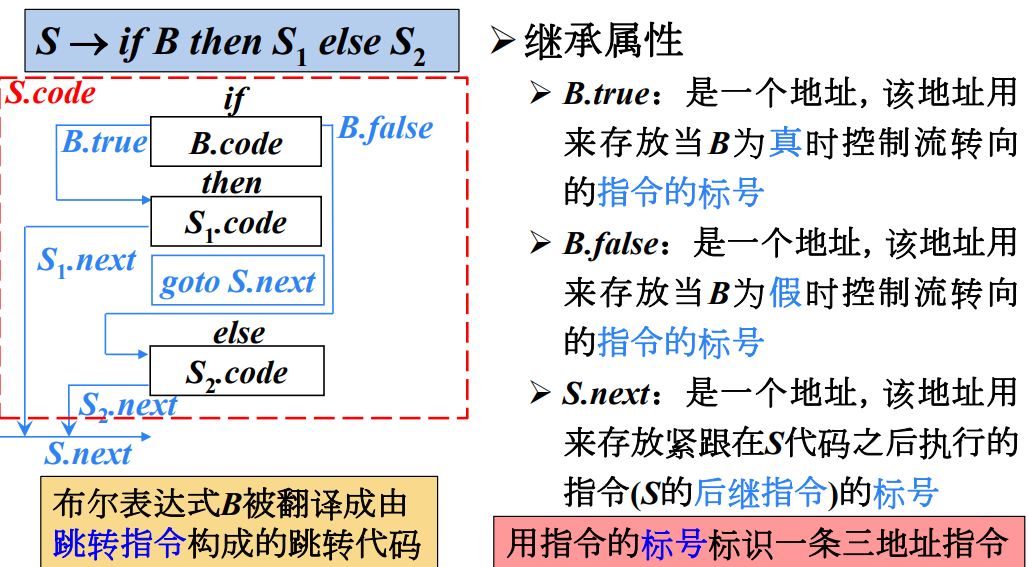 S → if B then S₁ else S₂
S.code
if
B.true
B.code
B.false
then
S₁.code
S₁.next
goto S.next
else
S₂.code
S₂.next
S.next
布尔表达式B被翻译成由
跳转指令构成的跳转代码
➢继承属性
➢ B.true：是一个地址，该地址用
来存放当B为真时控制流转向
的指令的标号
➢ B.false：是一个地址，该地址用
来存放当B为假时控制流转向
的指令的标号
➢ S.next：是一个地址，该地址用
来存放紧跟在S代码之后执行的
指令(S的后继指令)的标号
用指令的标号标识一条三地址指令